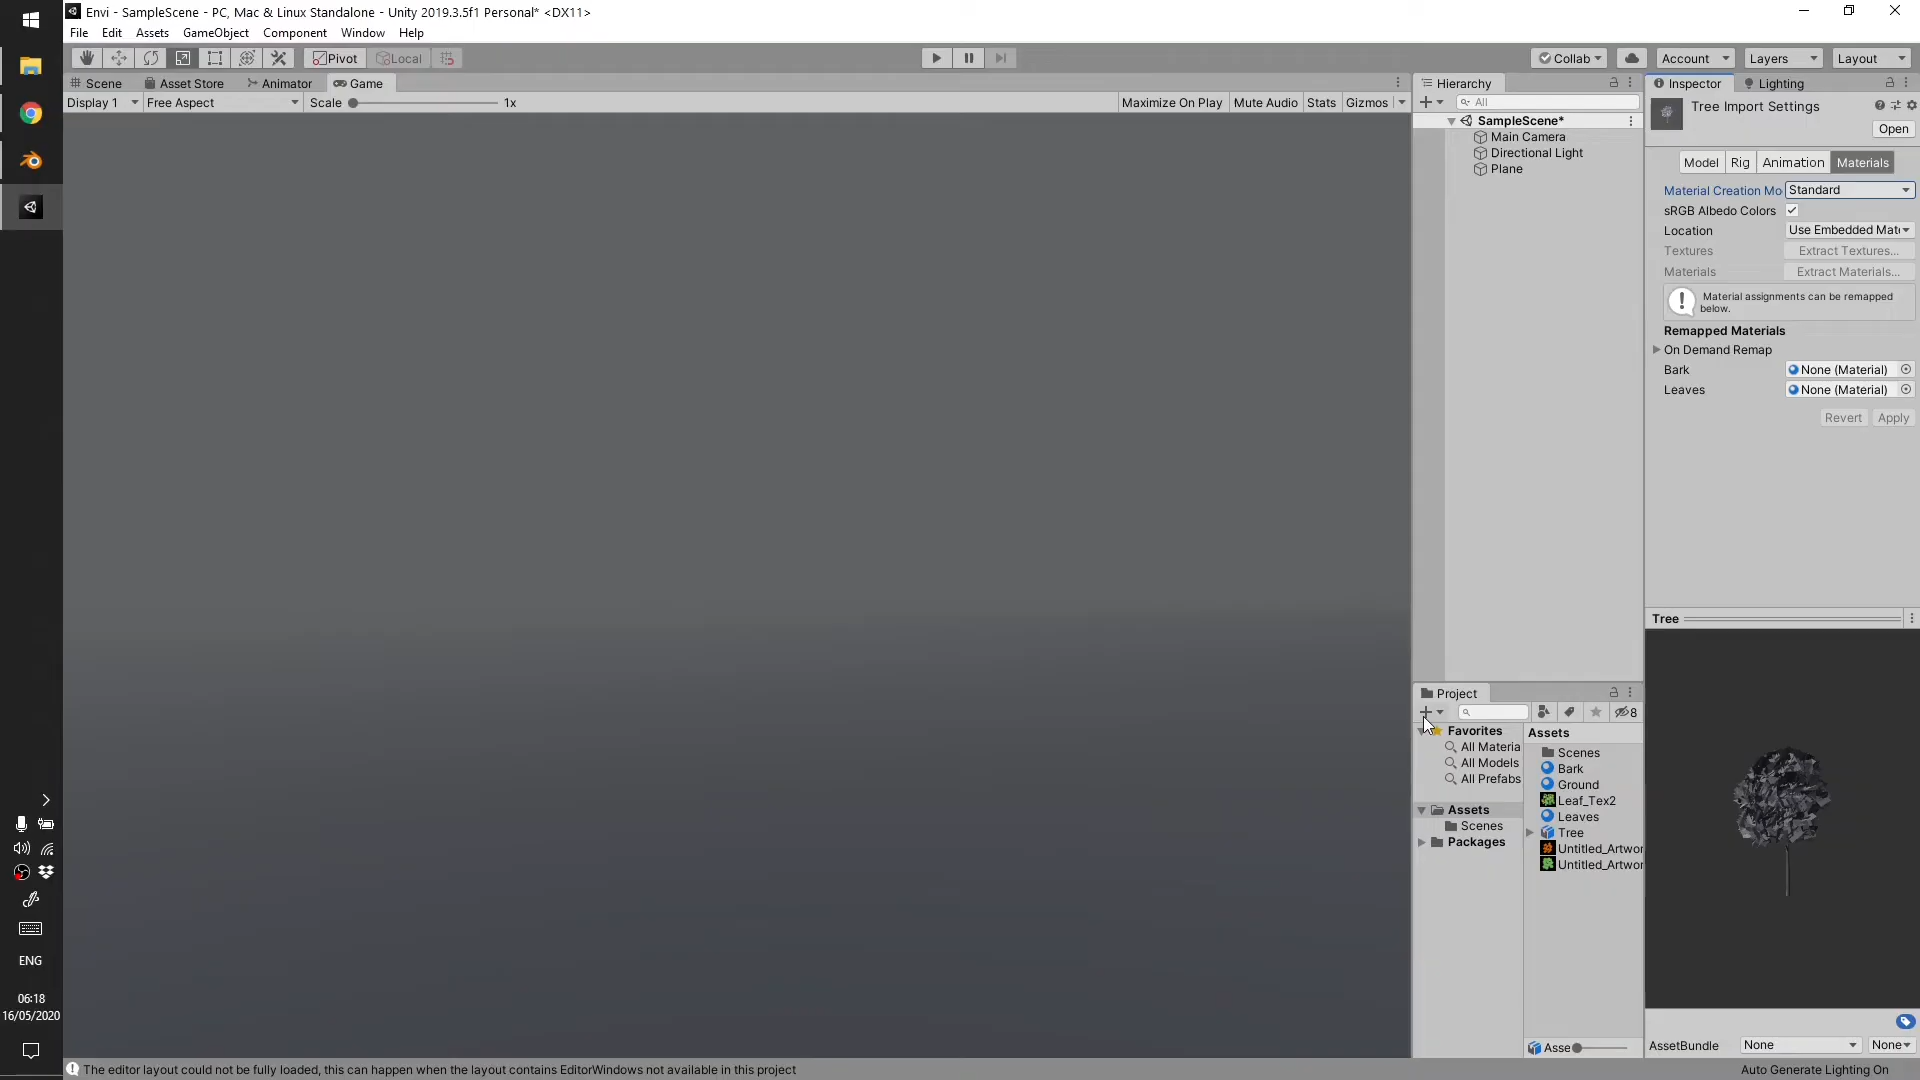 Envi - SampleScene - PC, Mac & Linux Standalone - Unity 2019.3.5f1 Personal* <DX11>
File Edit Assets GameObject Component Window Help
Pivot Local Collab Account Layers Layout
Scene Asset Store Animator Game
Display 1 Free Aspect Scale 1x Maximize On Play Mute Audio Stats Gizmos
Hierarchy
All
SampleScene*
Main Camera
Directional Light
Plane
Project
8
Favorites
All Materia
All Models
All Prefabs
Assets
Scenes
Packages
Assets
Scenes
Bark
Ground
Leaf_Tex2
Leaves
Tree
Untitled_Artwor
Untitled_Artwor
Asse
Inspector Lighting
Tree Import Settings
Open
Model Rig Animation Materials
Material Creation Mo Standard
sRGB Albedo Colors
Location Use Embedded Mate
Textures Extract Textures...
Materials Extract Materials...
Material assignments can be remapped
below.
Remapped Materials
On Demand Remap
Bark None (Material)
Leaves None (Material)
Revert Apply
Tree
AssetBundle None None
ENG
06:18
16/05/2020
The editor layout could not be fully loaded, this can happen when the layout contains EditorWindows not available in this project
Auto Generate Lighting On